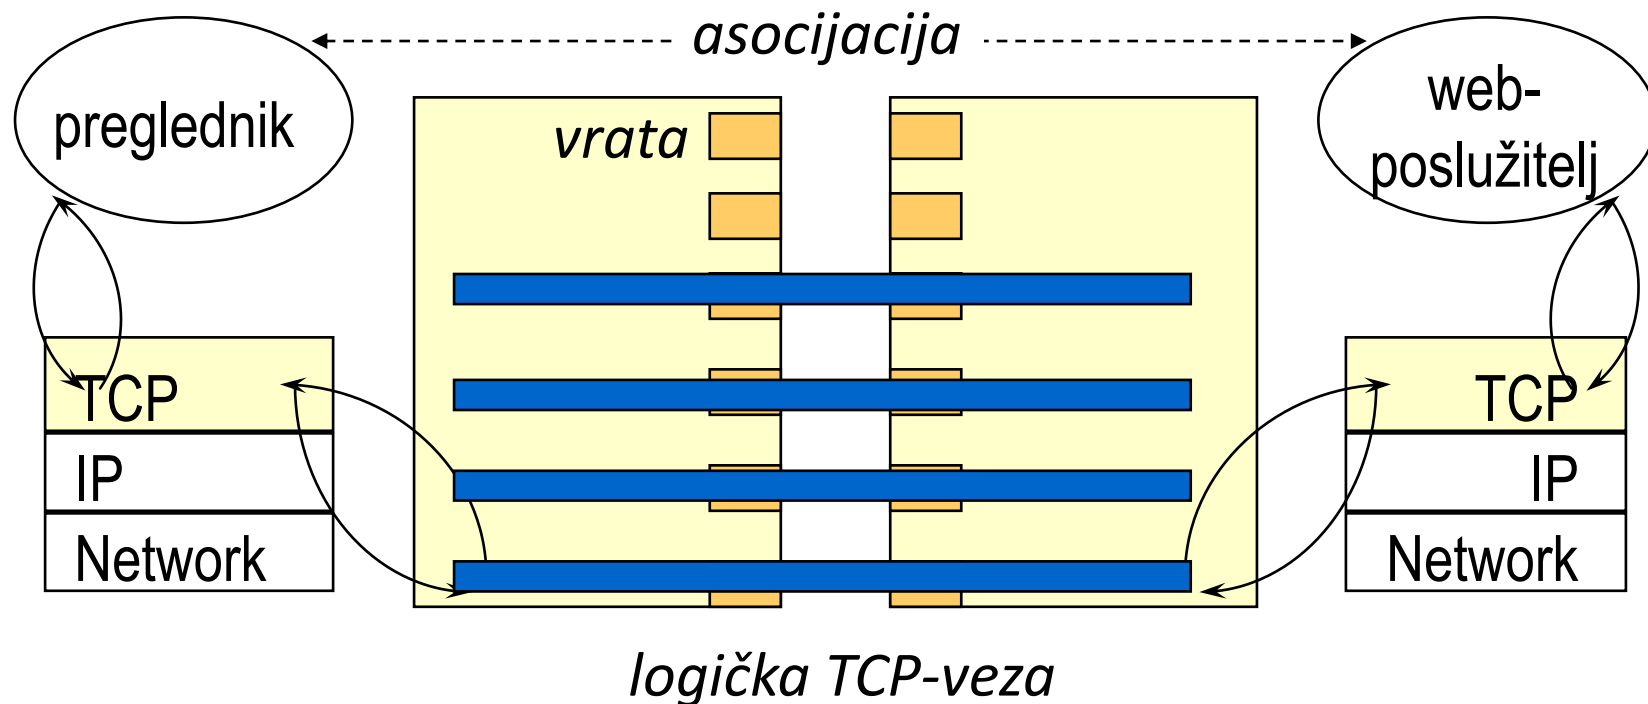 asocijacija
preglednik
vrata
web-
poslužitelj
TCP
IP
Network
TCP
IP
Network
logička TCP-veza